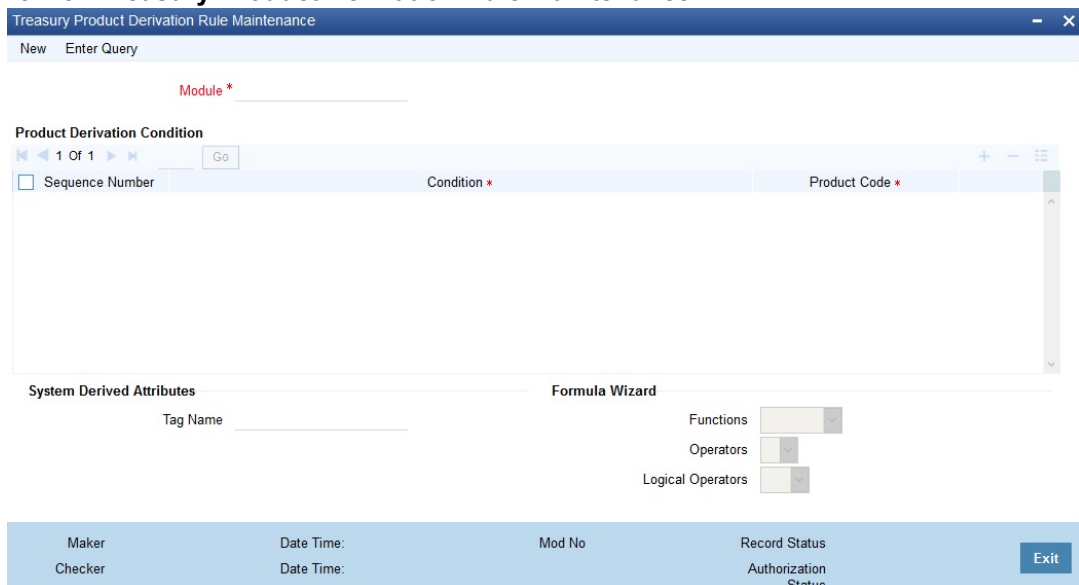 Treasury Product Derivation Rule Maintenance
New Enter Query
Module *
Product Derivation Condition
1 Of 1 Go
Sequence Number Condition * Product Code *
System Derived Attributes Formula Wizard
Tag Name Functions
Operators
Logical Operators
Maker Date Time: Mod No Record Status
Exit
Checker Date Time: Authorization
Status